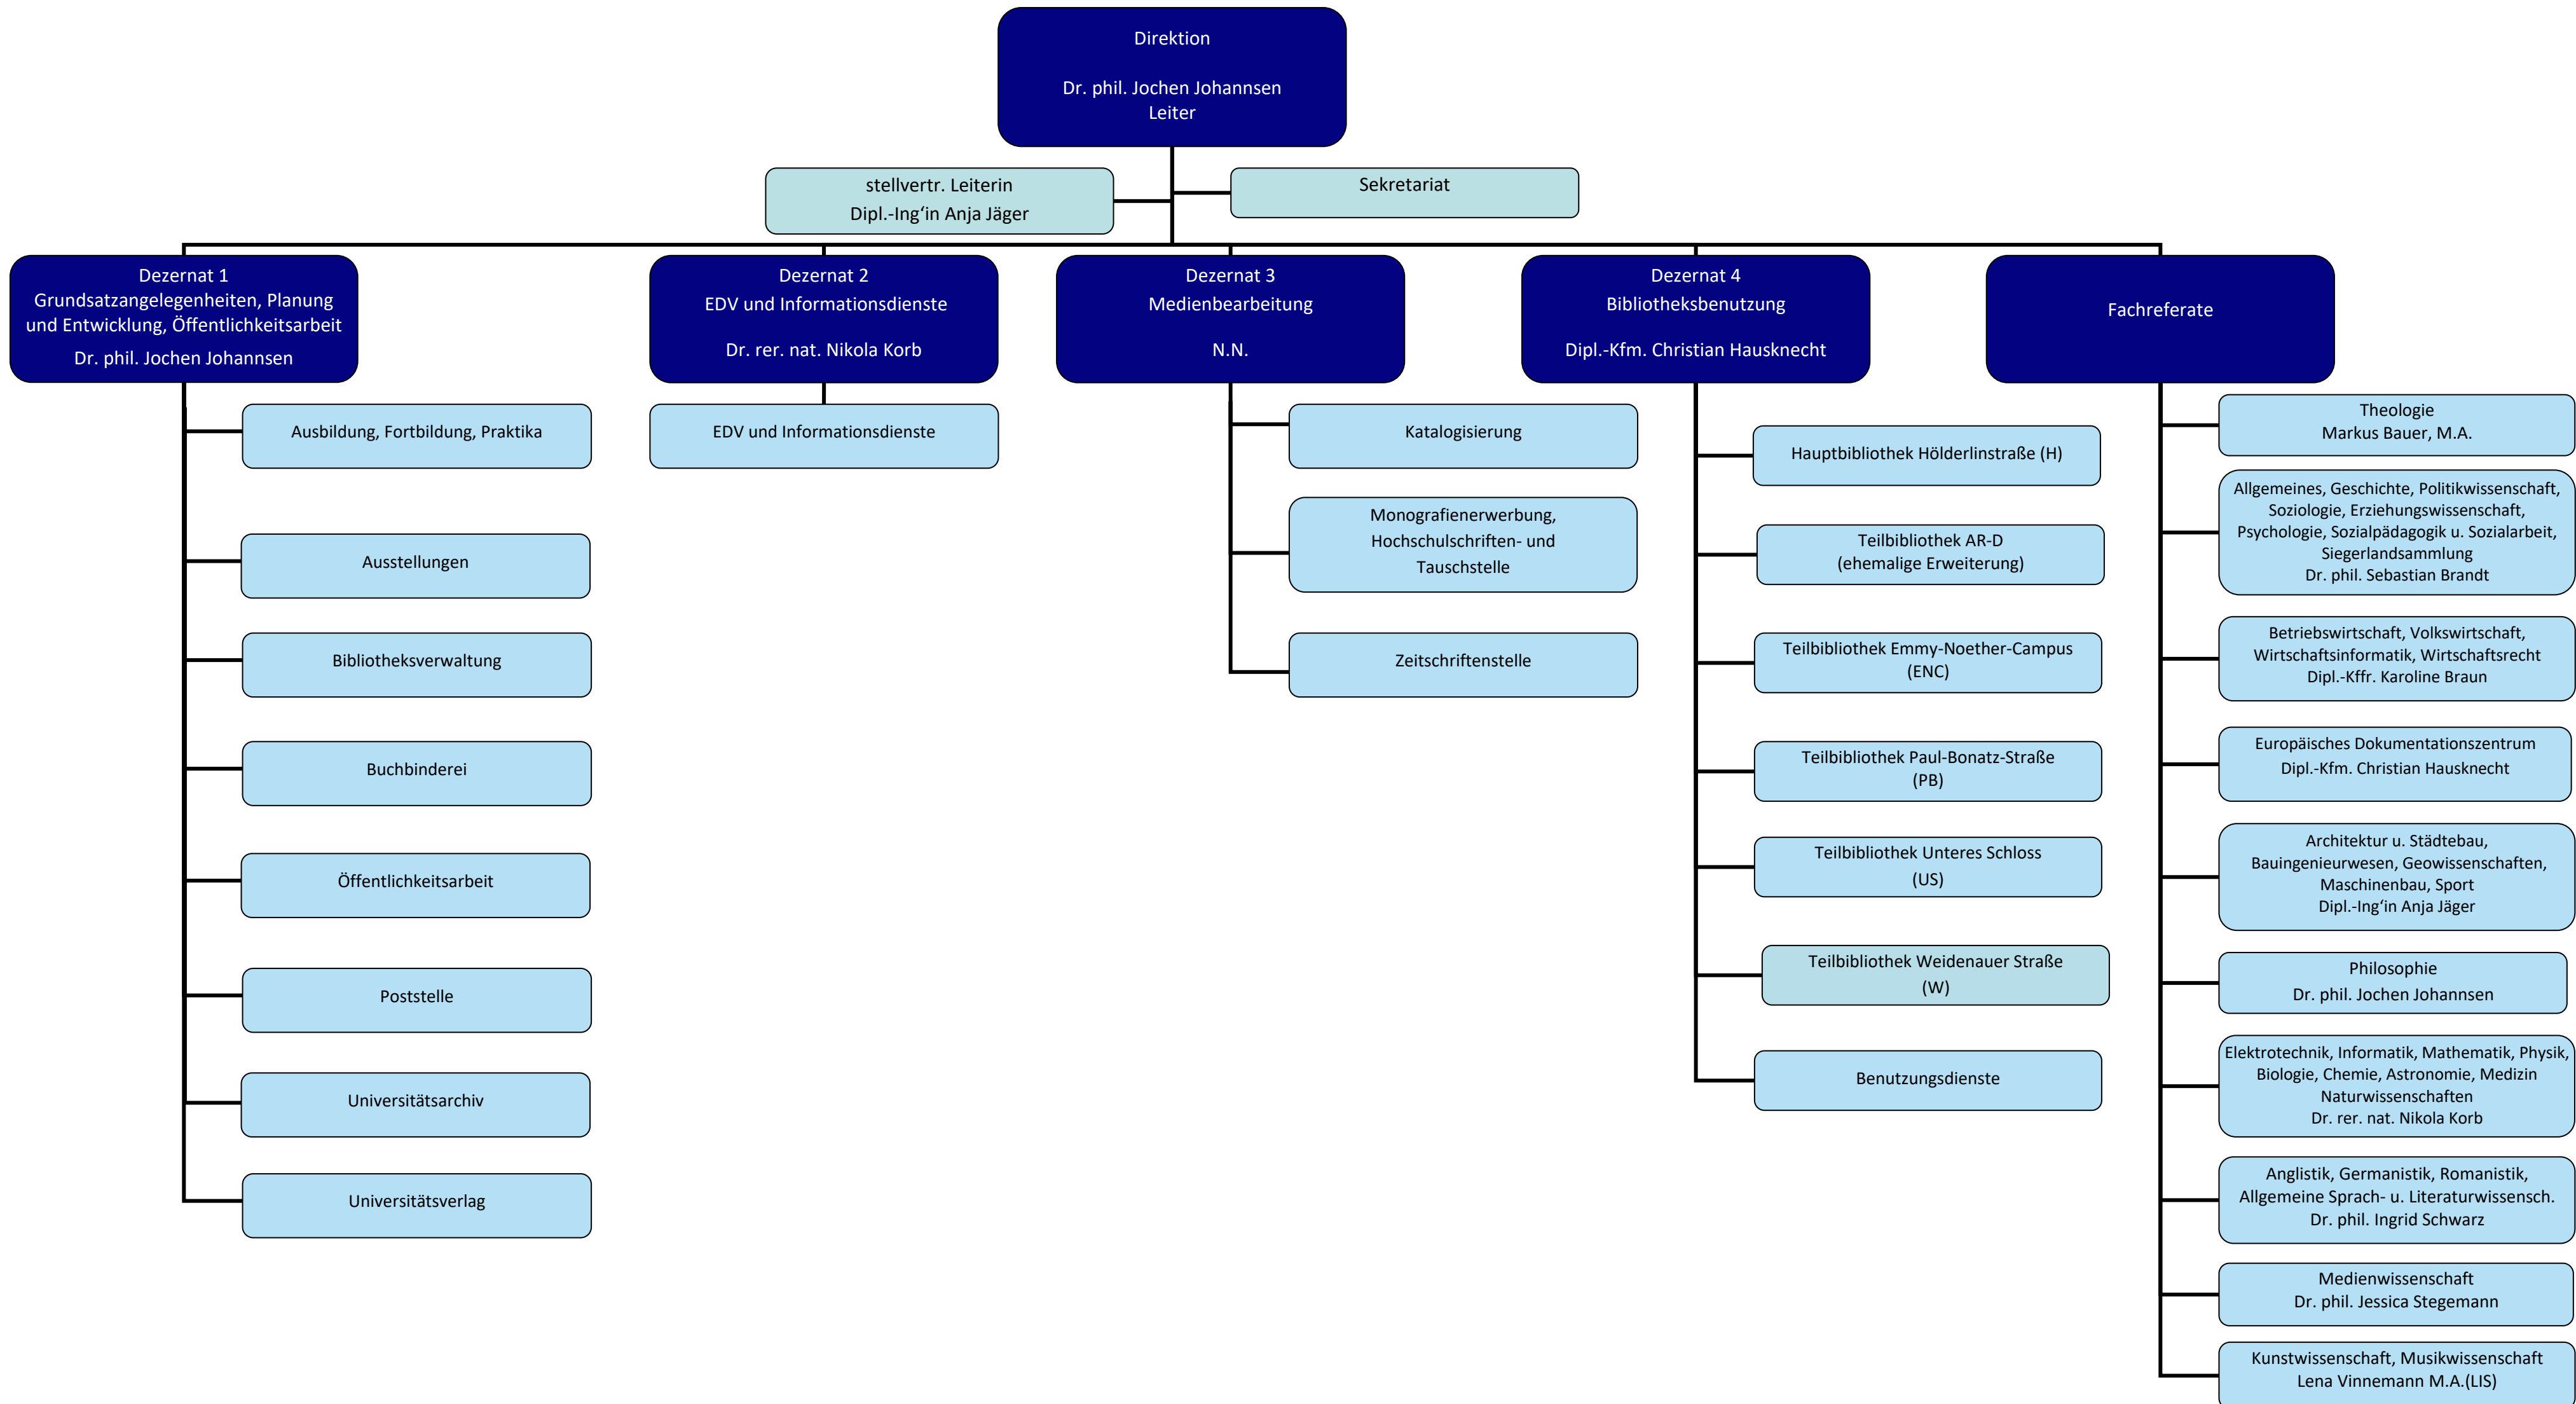 Direktion
Dr. phil. Jochen Johannsen
Leiter
stellvertr. Leiterin
Dipl.-Ing‘in Anja Jäger
Sekretariat
Dezernat 1
Grundsatzangelegenheiten, Planung
und Entwicklung, Öffentlichkeitsarbeit
Dr. phil. Jochen Johannsen
Ausbildung, Fortbildung, Praktika
Ausstellungen
Bibliotheksverwaltung
Buchbinderei
Öffentlichkeitsarbeit
Poststelle
Universitätsarchiv
Universitätsverlag
Dezernat 2
EDV und Informationsdienste
Dr. rer. nat. Nikola Korb
EDV und Informationsdienste
Dezernat 3
Medienbearbeitung
N.N.
Katalogisierung
Monografienerwerbung,
Hochschulschriften- und
Tauschstelle
Zeitschriftenstelle
Dezernat 4
Bibliotheksbenutzung
Dipl.-Kfm. Christian Hausknecht
Hauptbibliothek Hölderlinstraße (H)
Teilbibliothek AR-D
(ehemalige Erweiterung)
Teilbibliothek Emmy-Noether-Campus
(ENC)
Teilbibliothek Paul-Bonatz-Straße
(PB)
Teilbibliothek Unteres Schloss
(US)
Teilbibliothek Weidenauer Straße
(W)
Benutzungsdienste
Fachreferate
Theologie
Markus Bauer, M.A.
Allgemeines, Geschichte, Politikwissenschaft,
Soziologie, Erziehungswissenschaft,
Psychologie, Sozialpädagogik u. Sozialarbeit,
Siegerlandsammlung
Dr. phil. Sebastian Brandt
Betriebswirtschaft, Volkswirtschaft,
Wirtschaftsinformatik, Wirtschaftsrecht
Dipl.-Kffr. Karoline Braun
Europäisches Dokumentationszentrum
Dipl.-Kfm. Christian Hausknecht
Architektur u. Städtebau,
Bauingenieurwesen, Geowissenschaften,
Maschinenbau, Sport
Dipl.-Ing‘in Anja Jäger
Philosophie
Dr. phil. Jochen Johannsen
Elektrotechnik, Informatik, Mathematik, Physik,
Biologie, Chemie, Astronomie, Medizin
Naturwissenschaften
Dr. rer. nat. Nikola Korb
Anglistik, Germanistik, Romanistik,
Allgemeine Sprach- u. Literaturwissensch.
Dr. phil. Ingrid Schwarz
Medienwissenschaft
Dr. phil. Jessica Stegemann
Kunstwissenschaft, Musikwissenschaft
Lena Vinnemann M.A.(LIS)